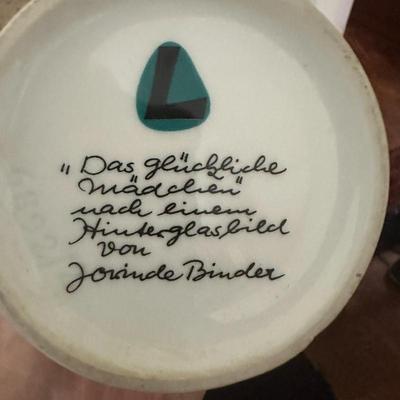 L
„Das glückliche
Mädchen"
nach einem
Hinterglasbild
von
Jorinde Binder